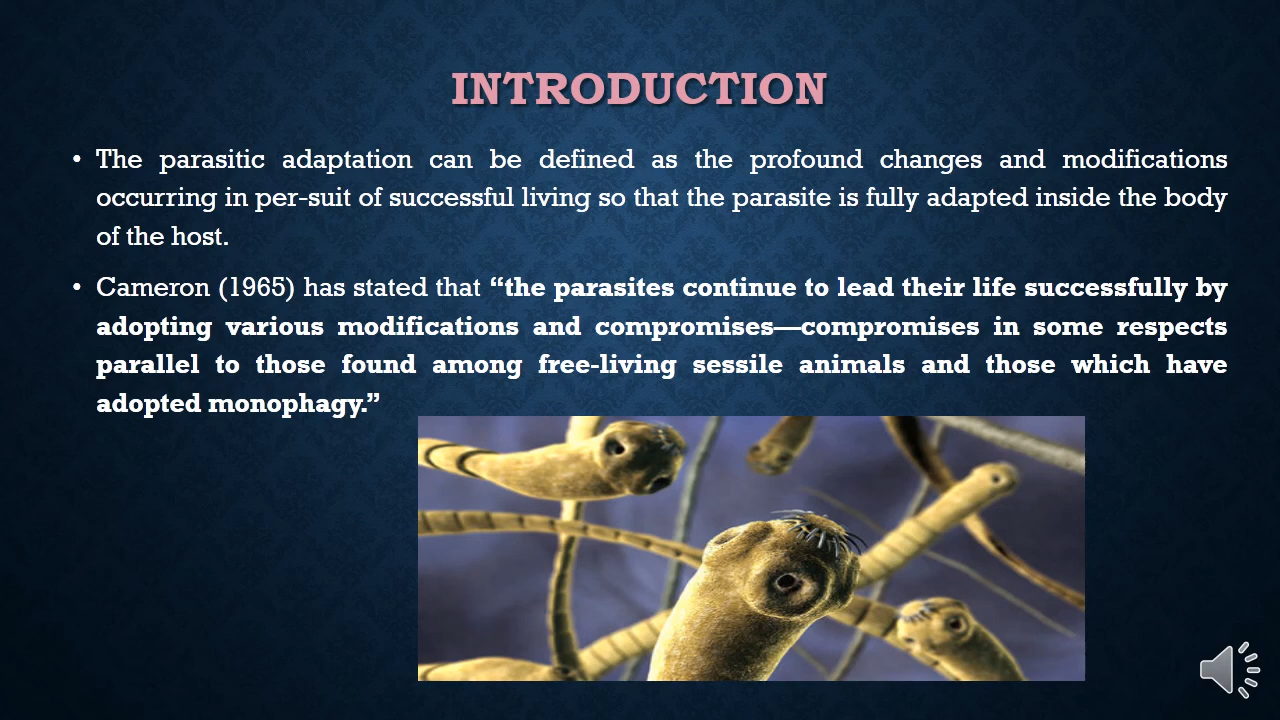 INTRODUCTION
• The parasitic adaptation can be defined as the profound changes and modifications
occurring in per-suit of successful living so that the parasite is fully adapted inside the body
of the host.
• Cameron (1965) has stated that “the parasites continue to lead their life successfully by
adopting various modifications and compromises—compromises in some respects
parallel to those found among free-living sessile animals and those which have
adopted monophagy.”